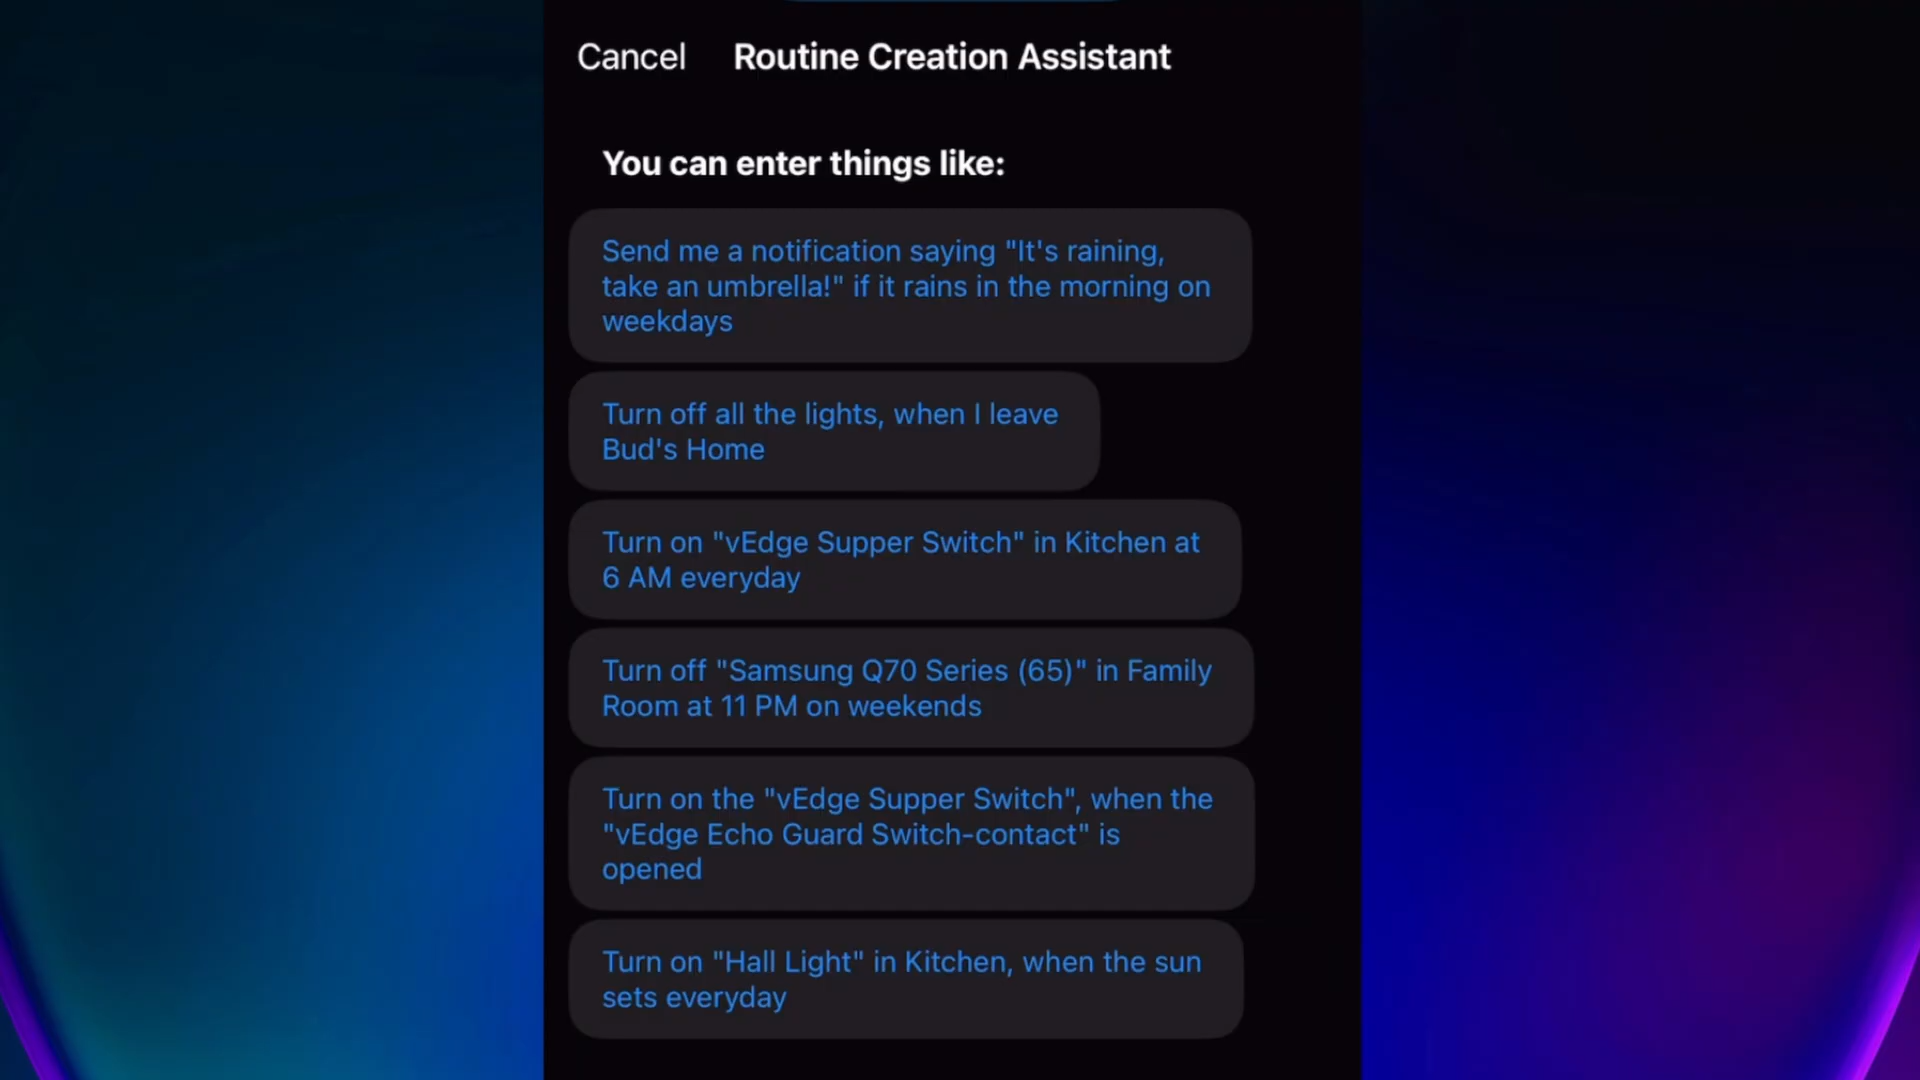 Cancel
Routine Creation Assistant
You can enter things like:
Send me a notification saying "It's raining,
take an umbrella!" if it rains in the morning on
weekdays
Turn off all the lights, when I leave
Bud's Home
Turn on "vEdge Supper Switch" in Kitchen at
6 AM everyday
Turn off "Samsung Q70 Series (65)" in Family
Room at 11 PM on weekends
Turn on the "vEdge Supper Switch", when the
"vEdge Echo Guard Switch-contact" is
opened
Turn on "Hall Light" in Kitchen, when the sun
sets everyday